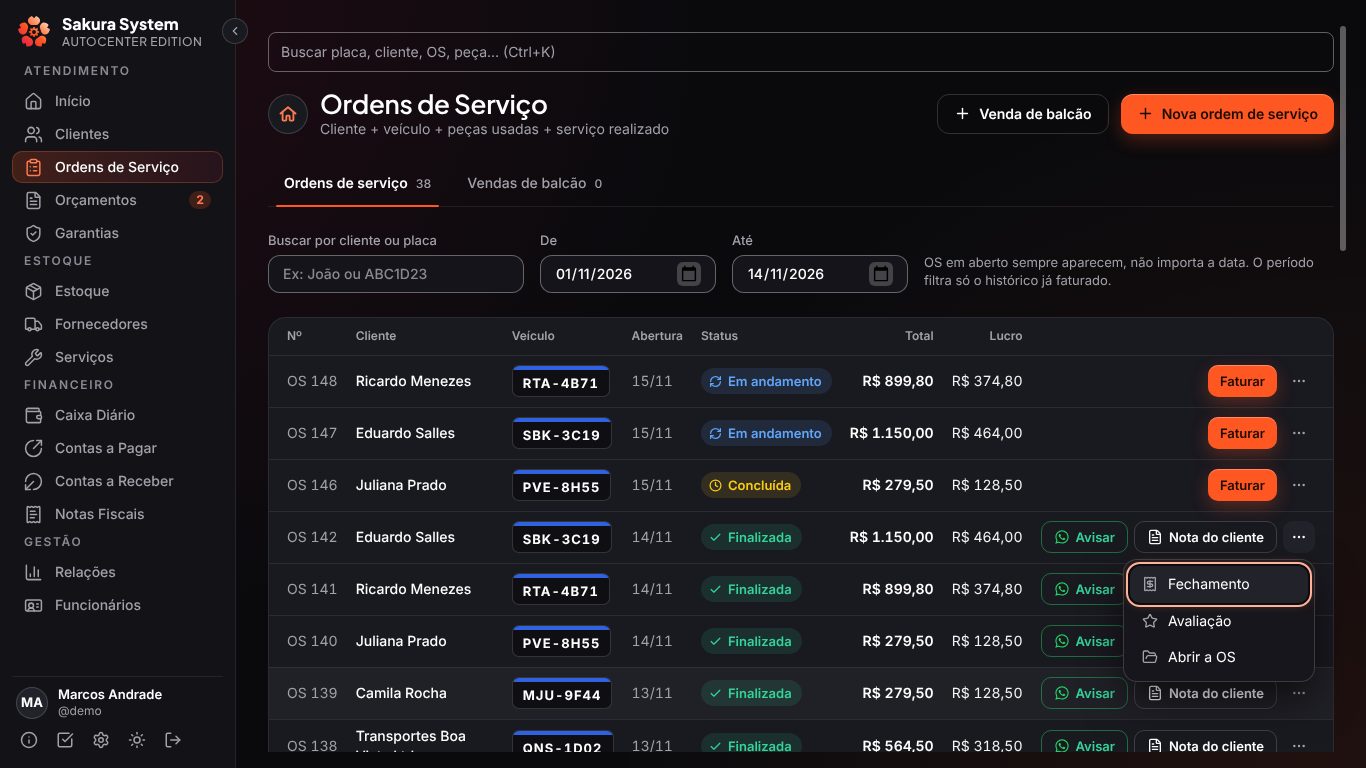 Sakura System
AUTOCENTER EDITION
ATENDIMENTO
Início
Clientes
Ordens de Serviço
Orçamentos 2
Garantias
ESTOQUE
Estoque
Fornecedores
Serviços
FINANCEIRO
Caixa Diário
Contas a Pagar
Contas a Receber
Notas Fiscais
GESTÃO
Relações
Funcionários
MA
Marcos Andrade
@demo
Buscar placa, cliente, OS, peça... (Ctrl+K)
Ordens de Serviço
Cliente + veículo + peças usadas + serviço realizado
+ Venda de balcão
+ Nova ordem de serviço
Ordens de serviço 38 Vendas de balcão 0
Buscar por cliente ou placa De Até
Ex: João ou ABC1D23 01/11/2026 14/11/2026
OS em aberto sempre aparecem, não importa a data. O período
filtra só o histórico já faturado.
Nº Cliente Veículo Abertura Status Total Lucro
OS 148 Ricardo Menezes RTA-4B71 15/11 Em andamento R$ 899,80 R$ 374,80 Faturar ...
OS 147 Eduardo Salles SBK-3C19 15/11 Em andamento R$ 1.150,00 R$ 464,00 Faturar ...
OS 146 Juliana Prado PVE-8H55 15/11 Concluída R$ 279,50 R$ 128,50 Faturar ...
OS 142 Eduardo Salles SBK-3C19 14/11 Finalizada R$ 1.150,00 R$ 464,00 Avisar Nota do cliente ...
OS 141 Ricardo Menezes RTA-4B71 14/11 Finalizada R$ 899,80 R$ 374,80 Avisar
OS 140 Juliana Prado PVE-8H55 14/11 Finalizada R$ 279,50 R$ 128,50 Avisar
OS 139 Camila Rocha MJU-9F44 13/11 Finalizada R$ 279,50 R$ 128,50 Avisar Nota do cliente ...
OS 138 Transportes Boa QNS-1D02 13/11 Finalizada R$ 564,50 R$ 318,50 Avisar Nota do cliente ...
Fechamento
Avaliação
Abrir a OS